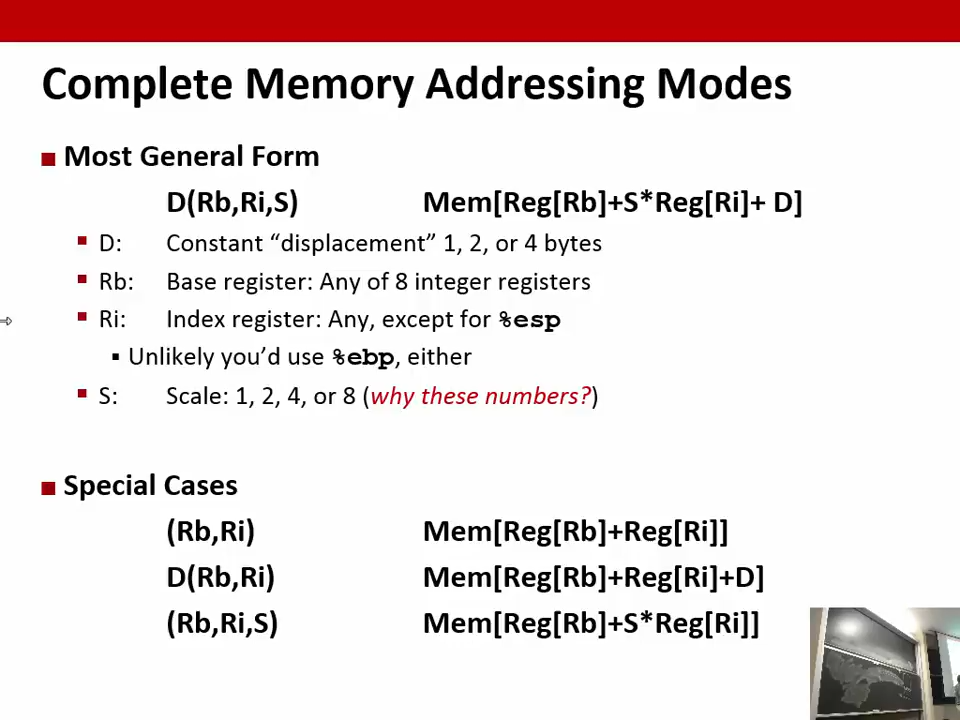 Complete Memory Addressing Modes
Most General Form
D(Rb,Ri,S) Mem[Reg[Rb]+S*Reg[Ri]+ D]
D: Constant “displacement” 1, 2, or 4 bytes
Rb: Base register: Any of 8 integer registers
Ri: Index register: Any, except for %esp
Unlikely you’d use %ebp, either
S: Scale: 1, 2, 4, or 8 (why these numbers?)
Special Cases
(Rb,Ri) Mem[Reg[Rb]+Reg[Ri]]
D(Rb,Ri) Mem[Reg[Rb]+Reg[Ri]+D]
(Rb,Ri,S) Mem[Reg[Rb]+S*Reg[Ri]]